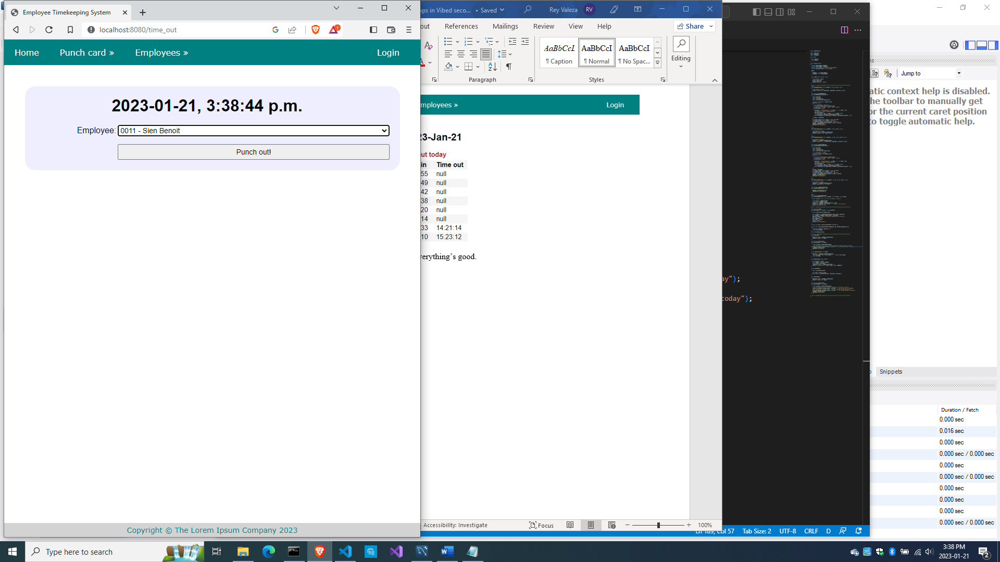 Employee Timekeeping System
localhost:8080/time_out
1
Home
Punch card »
Employees »
Login
2023-01-21, 3:38:44 p.m.
Employee:
0011 - Sien Benoit
Punch out!
Copyright © The Lorem Ipsum Company 2023
ops in Vibed seco... • Saved
Rey Valeza
RV
out
References
Mailings
Review
View
Help
Share
AaBbCcI
AaBbCcI
AaBbCcI
¶ Caption
¶ Normal
¶ No Spac...
Editing
Paragraph
Styles
mployees »
Login
23-Jan-21
out today
in Time out
55 null
49 null
42 null
38 null
20 null
14 null
33 14:21:14
10 15:23:12
verything’s good.
Accessibility: Investigate
Focus
100%
ay");
today");
Ln 189, Col 57
Tab Size: 2
UTF-8
CRLF
D
Jump to
atic context help is disabled.
he toolbar to manually get
or the current caret position
to toggle automatic help.
Snippets
Duration / Fetch
0.000 sec
0.016 sec
0.000 sec
0.000 sec / 0.000 sec
0.000 sec
0.000 sec / 0.000 sec
0.000 sec
0.000 sec
0.000 sec
0.000 sec / 0.000 sec
Type here to search
3:38 PM
2023-01-21
2